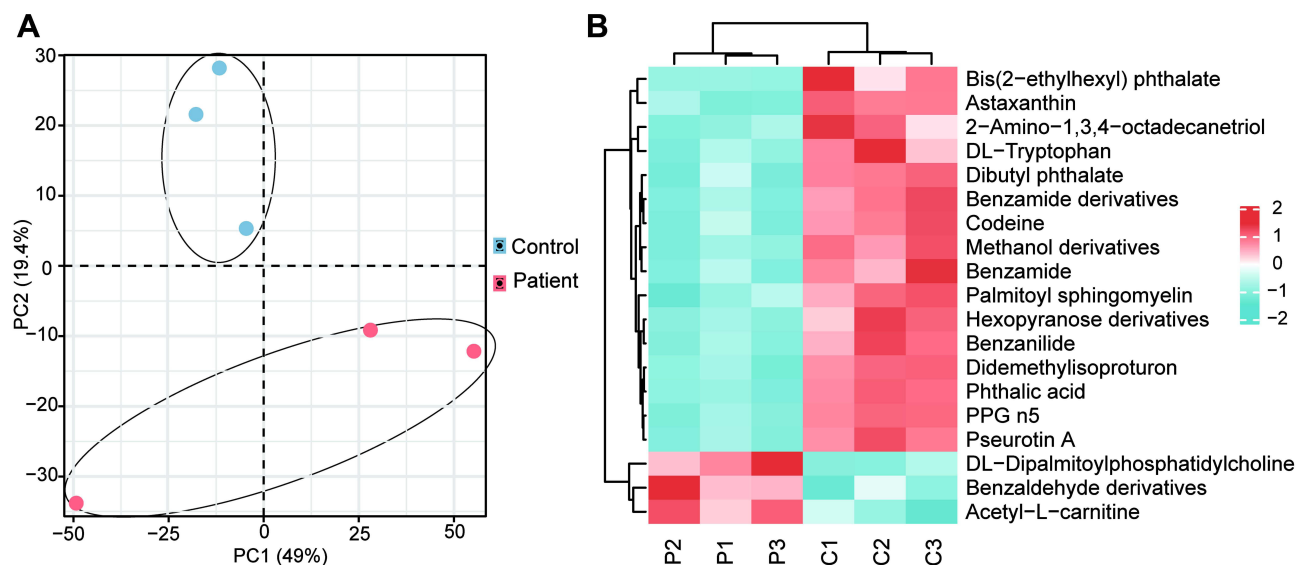 A
30
20
10
0
−10
−20
−30
PC2 (19.4%)
−50
−25
0
25
50
PC1 (49%)
Control
Patient
B
Bis(2−ethylhexyl) phthalate
Astaxanthin
2−Amino−1,3,4−octadecanetriol
DL−Tryptophan
Dibutyl phthalate
Benzamide derivatives
Codeine
Methanol derivatives
Benzamide
Palmitoyl sphingomyelin
Hexopyranose derivatives
Benzanilide
Didemethylisoproturon
Phthalic acid
PPG n5
Pseurotin A
DL−Dipalmitoylphosphatidylcholine
Benzaldehyde derivatives
Acetyl−L−carnitine
P2
P1
P3
C1
C2
C3
2
1
0
−1
−2